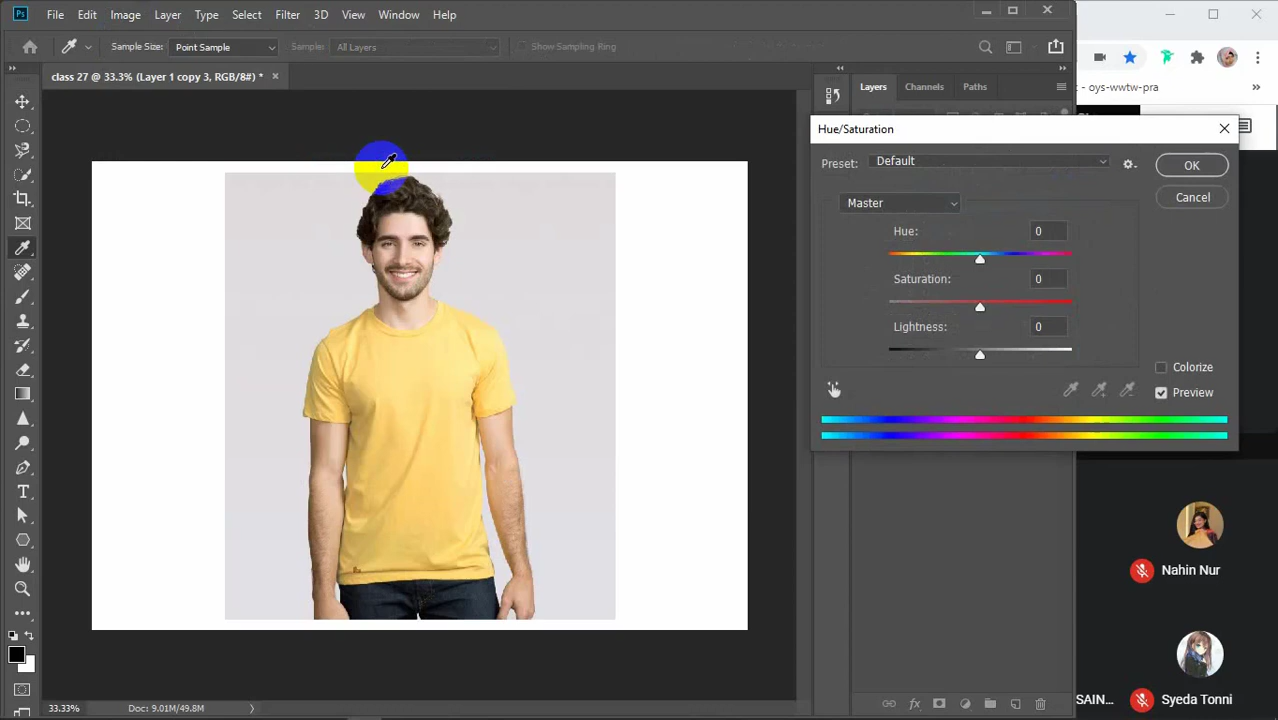 Ps File Edit Image Layer Type Select Filter 3D View Window Help
Sample Size: Point Sample Sample: All Layers Show Sampling Ring
class 27 @ 33.3% (Layer 1 copy 3, RGB/8#) * ×
Layers Channels Paths
: - oys-wwtw-pra
Hue/Saturation
Preset: Default
OK
Master
Cancel
Hue: 0
Saturation: 0
Lightness: 0
Colorize
Preview
Nahin Nur
SAIN... Syeda Tonni
33.33% Doc: 9.01M/49.8M
fx